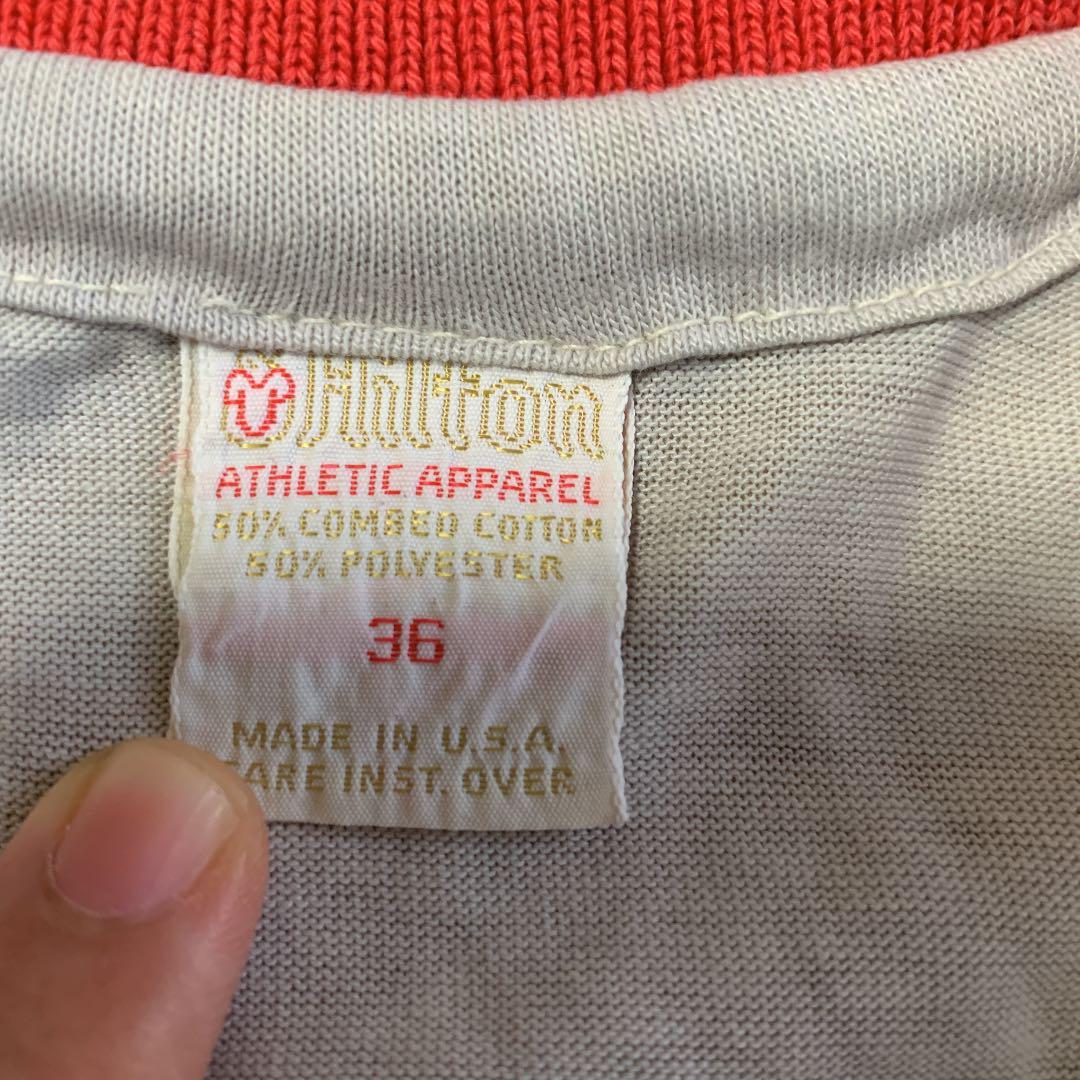 Hilton
ATHLETIC APPAREL
50% COMBED COTTON
50% POLYESTER
36
MADE IN U.S.A.
CARE INST. OVER